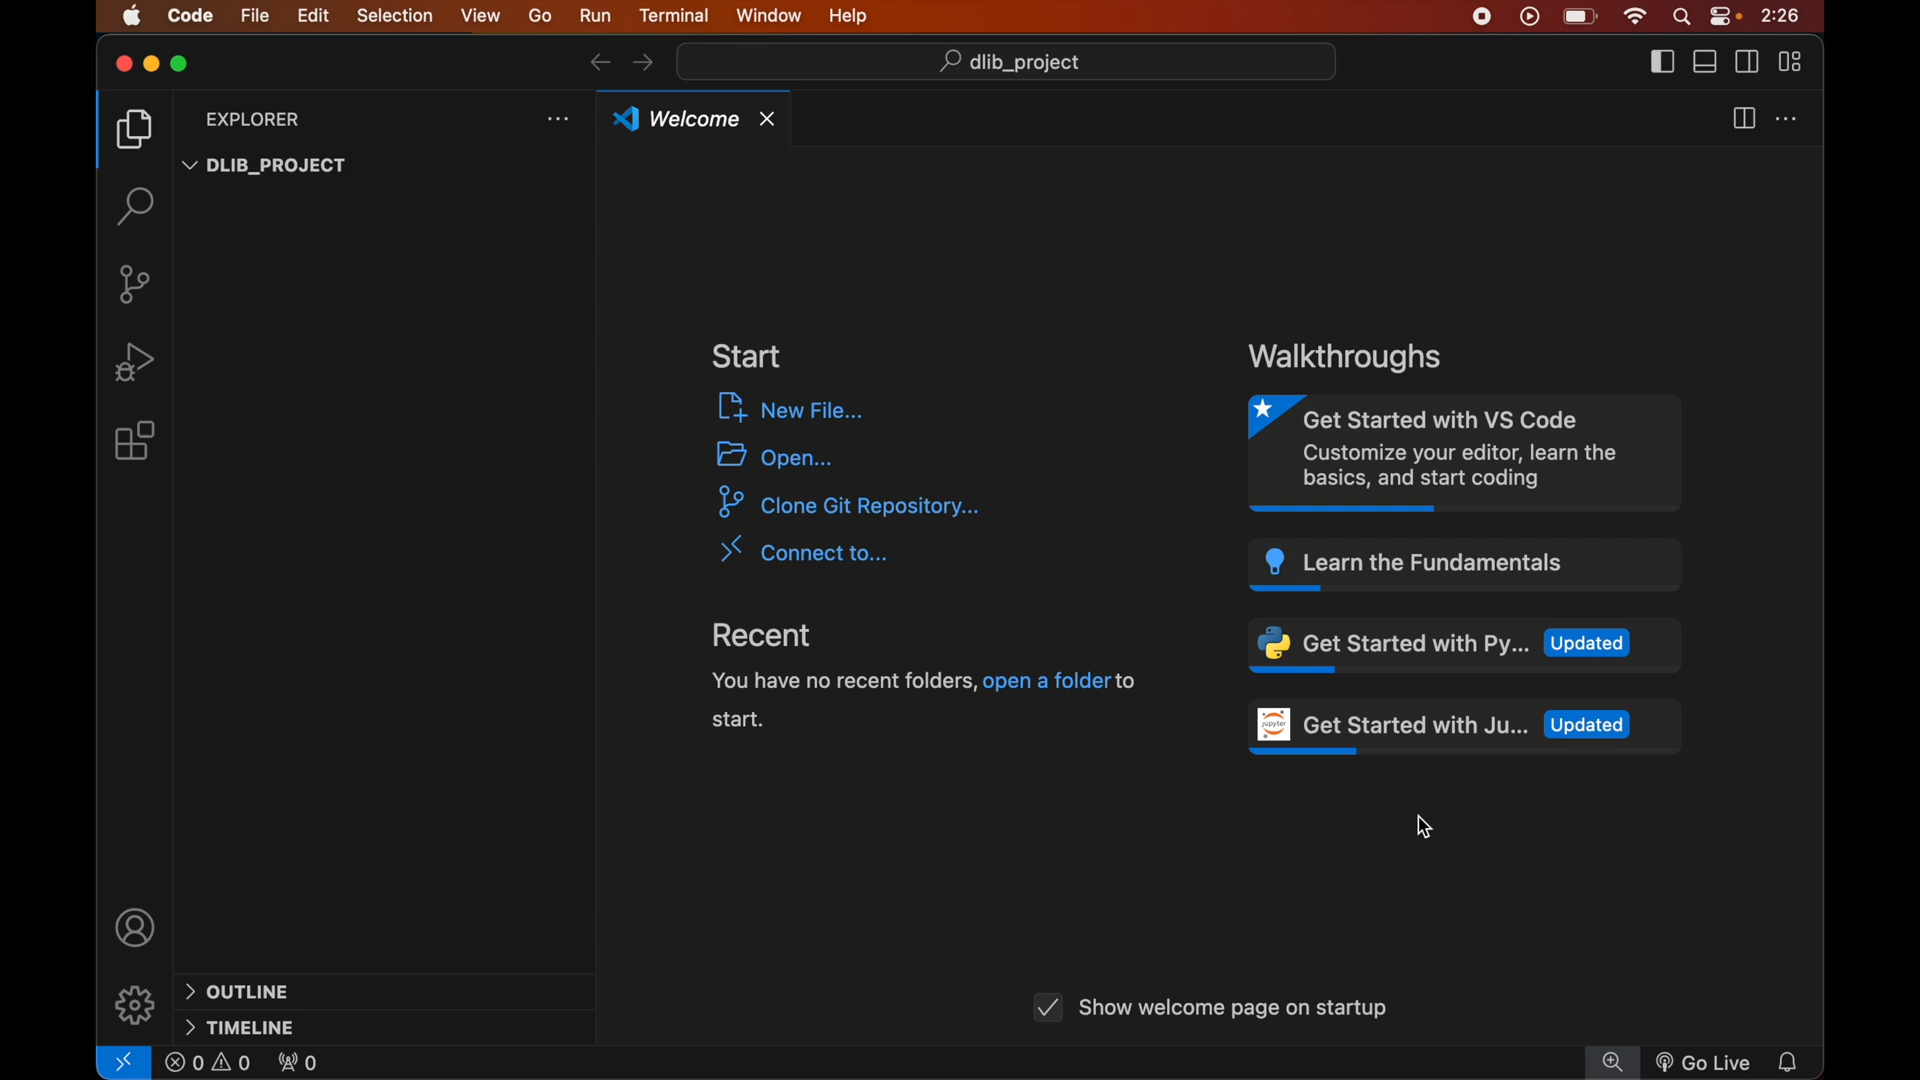 Code File Edit Selection View Go Run Terminal Window Help 2:26
dlib_project
EXPLORER
DLIB_PROJECT
Welcome
Start
New File...
Open...
Clone Git Repository...
Connect to...
Recent
You have no recent folders, open a folder to
start.
Walkthroughs
Get Started with VS Code
Customize your editor, learn the
basics, and start coding
Learn the Fundamentals
Get Started with Py... Updated
jupyter
Get Started with Ju... Updated
Show welcome page on startup
OUTLINE
TIMELINE
0 0 0 Go Live